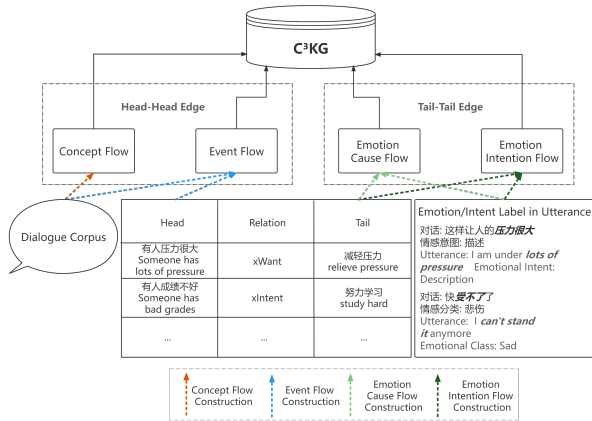 C³KG
Head-Head Edge
Tail-Tail Edge
Concept Flow
Event Flow
Emotion
Cause Flow
Emotion
Intention Flow
Dialogue Corpus
Head
Relation
Tail
有人压力很大
Someone has
lots of pressure
xWant
减轻压力
relieve pressure
有人成绩不好
Someone has
bad grades
xIntent
努力学习
study hard
...
...
...
Emotion/Intent Label in Utterance
对话: 这样让人的压力很大
情感意图: 描述
Utterance: I am under lots of
pressure Emotional Intent:
Description
对话: 快受不了了
情感分类: 悲伤
Utterance: I can't stand
it anymore
Emotional Class: Sad
Concept Flow
Construction
Event Flow
Construction
Emotion
Cause Flow
Construction
Emotion
Intention Flow
Construction